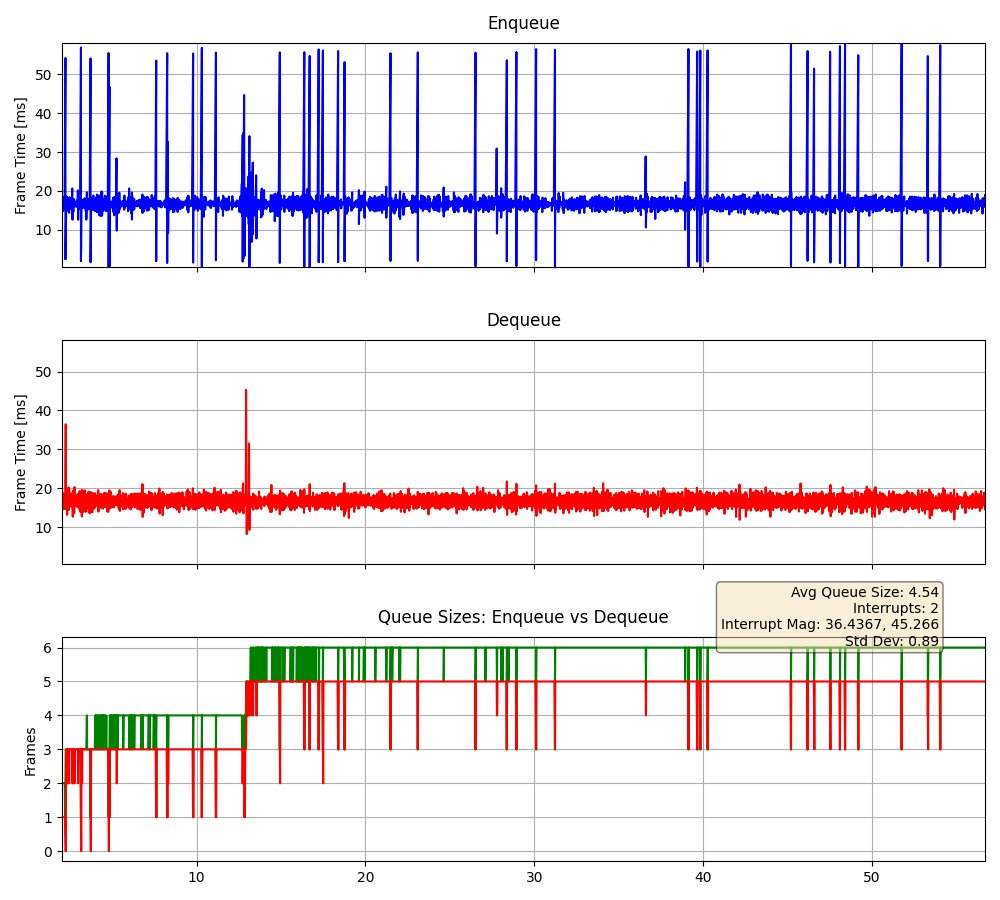 Enqueue
Frame Time [ms]
50
40
30
20
10
Dequeue
Frame Time [ms]
50
40
30
20
10
Avg Queue Size: 4.54
Interrupts: 2
Interrupt Mag: 36.4367, 45.266
Std Dev: 0.89
Queue Sizes: Enqueue vs Dequeue
Frames
6
5
4
3
2
1
0
10 20 30 40 50